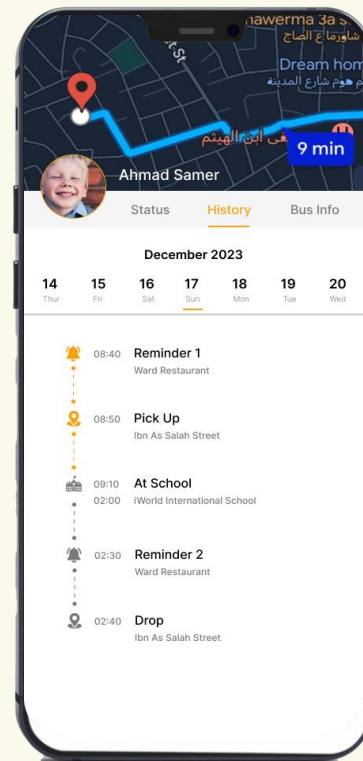 nawerma 3a s
شاورما ع الصاج
St
Dream hom
م هوم شارع المدينة
فى ابن الهيثم
9 min
Ahmad Samer
Status History Bus Info
December 2023
14 15 16 17 18 19 20
Thur Fri Sat Sun Mon Tue Wed
08:40 Reminder 1
Ward Restaurant
08:50 Pick Up
Ibn As Salah Street
09:10 At School
02:00 iWorld International School
02:30 Reminder 2
Ward Restaurant
02:40 Drop
Ibn As Salah Street